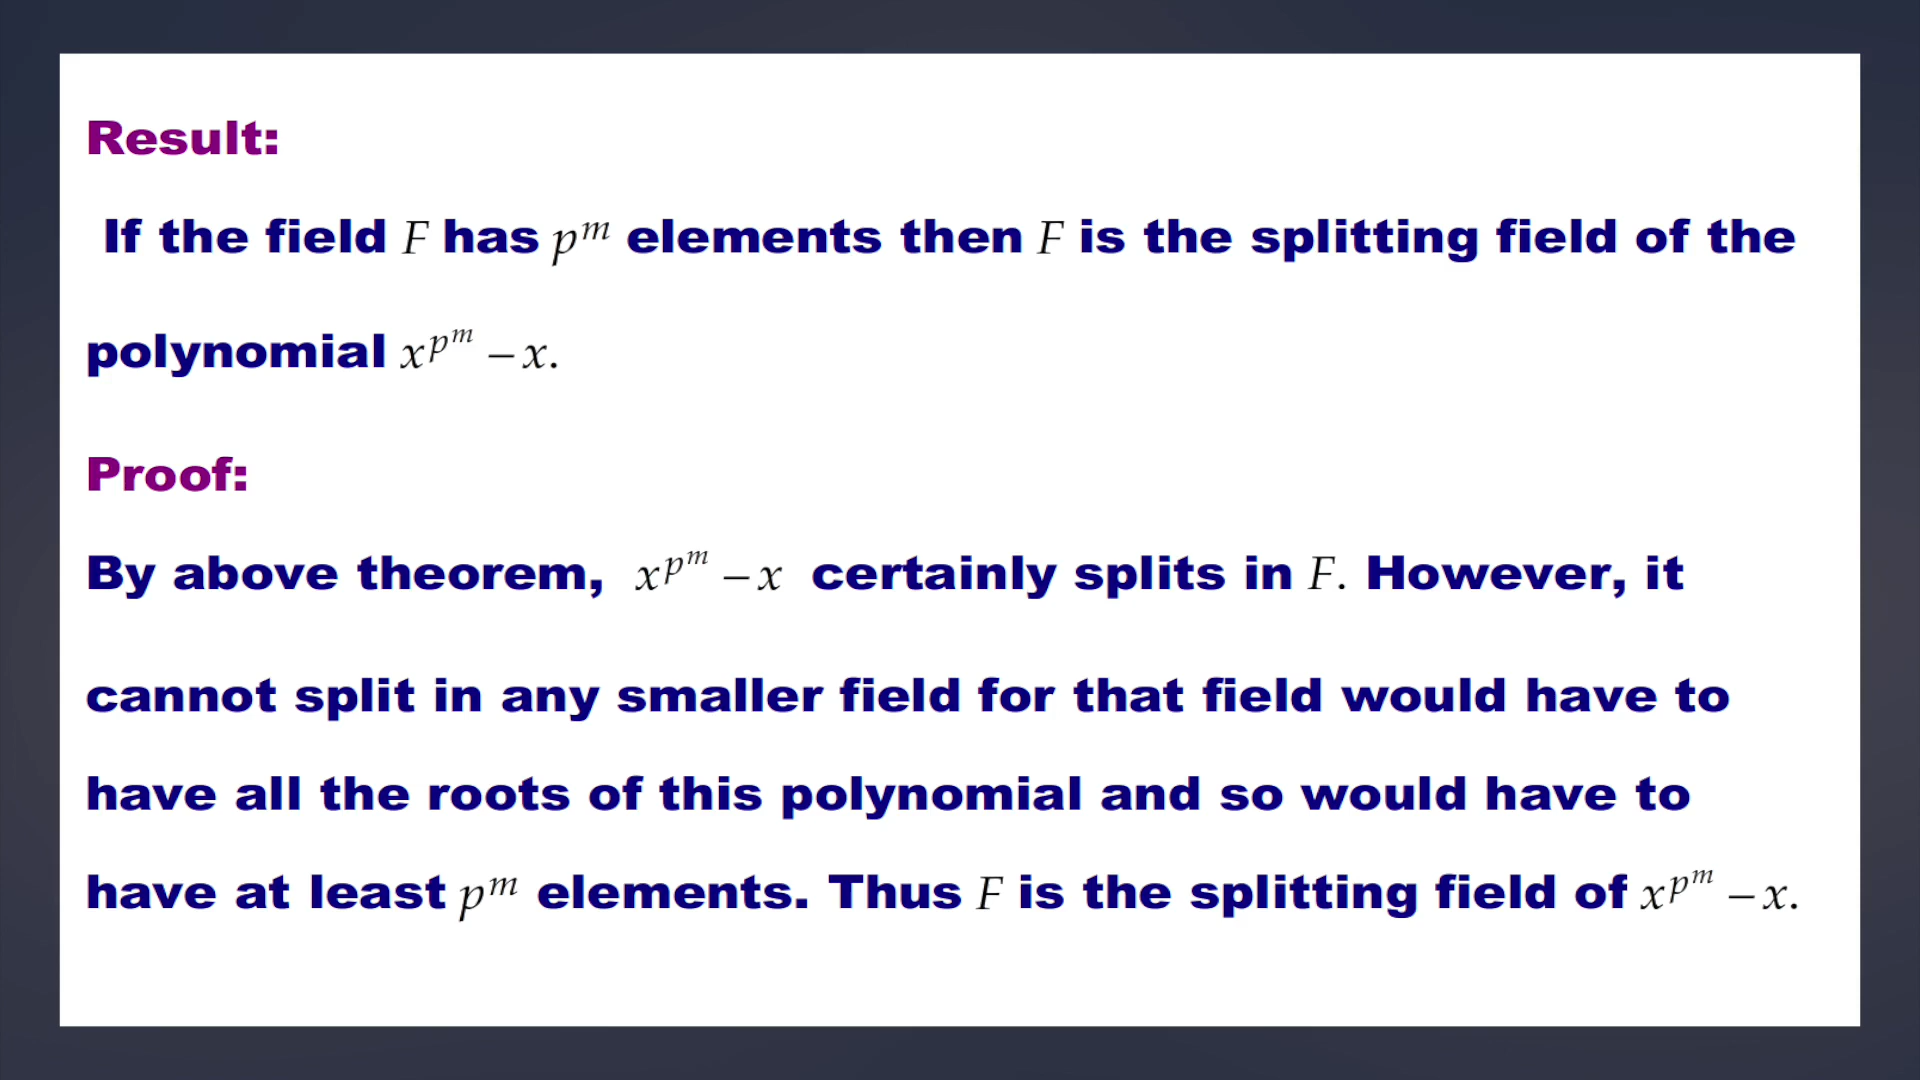 Result:
If the field F has pᵐ elements then F is the splitting field of the
polynomial x^{p^m} – x.
Proof:
By above theorem, x^{p^m} – x certainly splits in F. However, it
cannot split in any smaller field for that field would have to
have all the roots of this polynomial and so would have to
have at least pᵐ elements. Thus F is the splitting field of x^{p^m} – x.